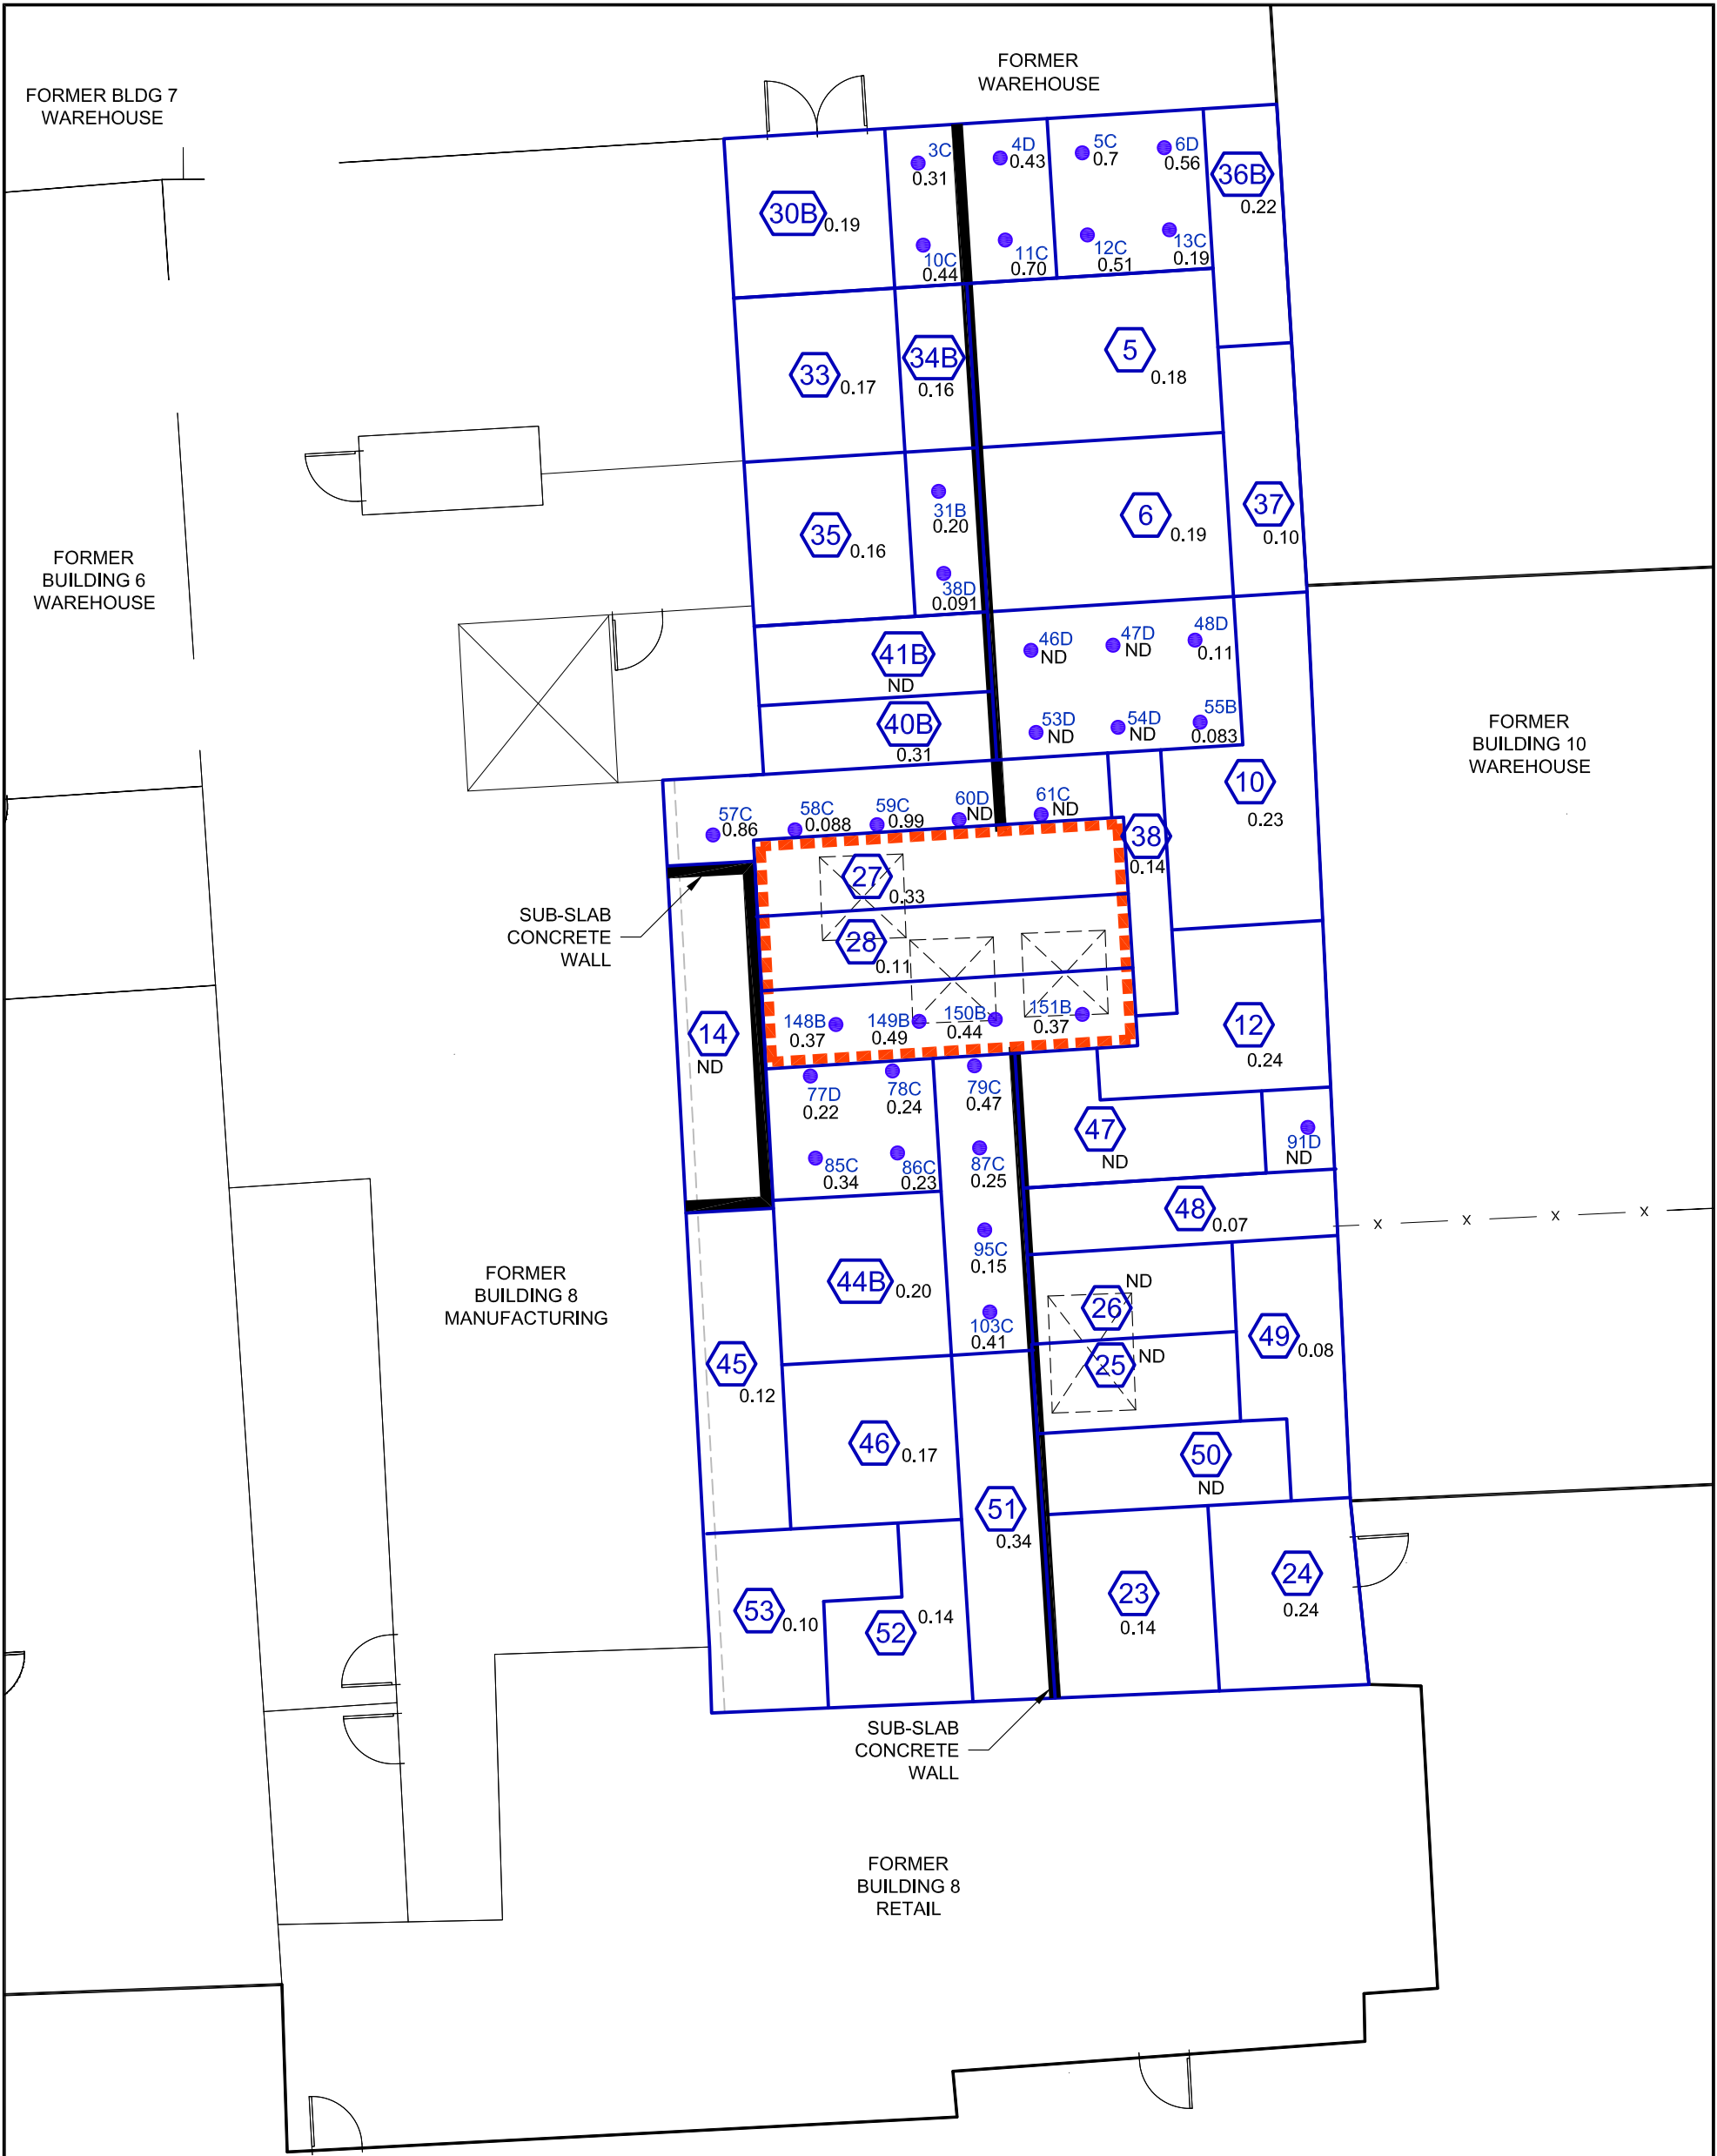 FORMER
WAREHOUSE
FORMER BLDG 7
WAREHOUSE
3C
0.31
4D
0.43
5C
0.7
6D
0.56
36B
0.22
30B
0.19
10C
0.44
11C
0.70
12C
0.51
13C
0.19
33
0.17
34B
0.16
5
0.18
35
0.16
31B
0.20
38D
0.091
6
0.19
37
0.10
FORMER
BUILDING 6
WAREHOUSE
41B
ND
46D
ND
47D
ND
48D
0.11
40B
0.31
53D
ND
54D
ND
55B
0.083
FORMER
BUILDING 10
WAREHOUSE
10
0.23
57C
0.86
58C
0.088
59C
0.99
60D
ND
61C
ND
38
0.14
27
0.33
SUB-SLAB
CONCRETE
WALL
28
0.11
14
ND
148B
0.37
149B
0.49
150B
0.44
151B
0.37
12
0.24
77D
0.22
78C
0.24
79C
0.47
47
ND
91D
ND
85C
0.34
86C
0.23
87C
0.25
48
0.07
x x x x
95C
0.15
FORMER
BUILDING 8
MANUFACTURING
44B
0.20
103C
0.41
26
ND
25
ND
49
0.08
45
0.12
46
0.17
50
ND
51
0.34
53
0.10
52
0.14
23
0.14
24
0.24
SUB-SLAB
CONCRETE
WALL
FORMER
BUILDING 8
RETAIL